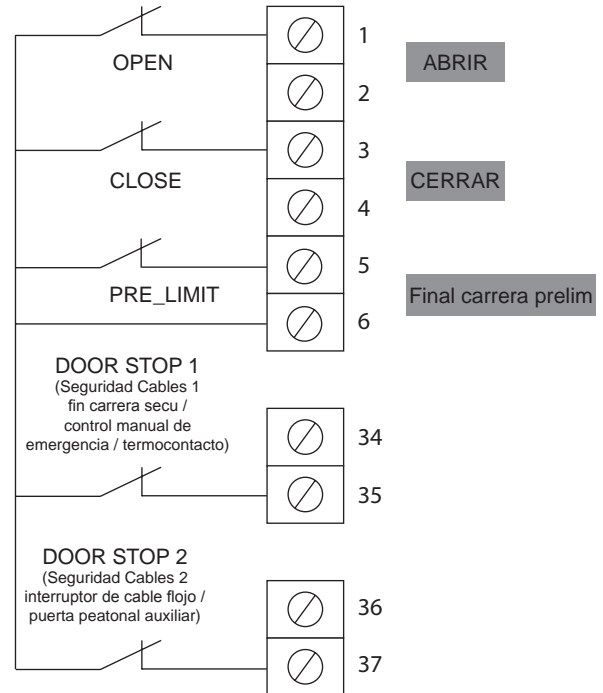 1
OPEN
ABRIR
2
3
CLOSE
CERRAR
4
5
PRE_LIMIT
Final carrera prelim
6
DOOR STOP 1
(Seguridad Cables 1
fin carrera secu /
control manual de
emergencia / termocontacto)
34
35
DOOR STOP 2
(Seguridad Cables 2
interruptor de cable flojo /
puerta peatonal auxiliar)
36
37